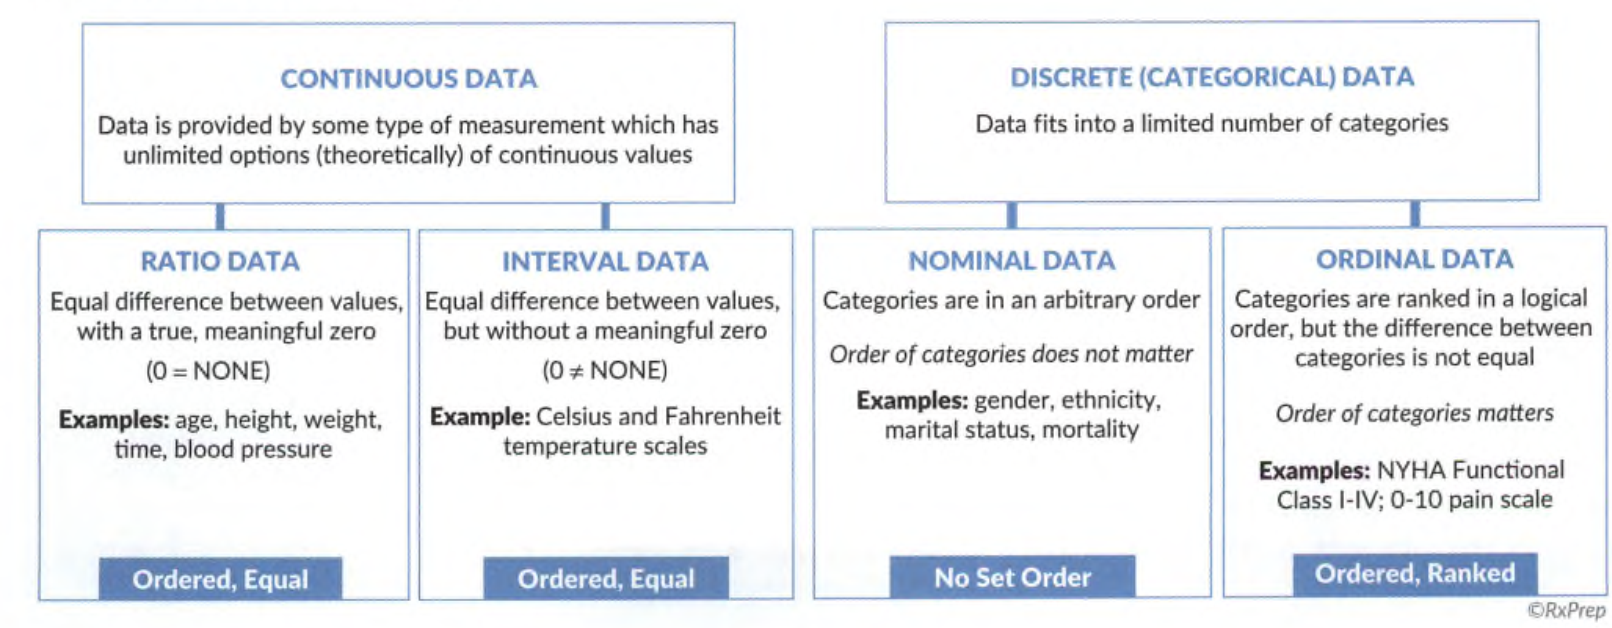 CONTINUOUS DATA
Data is provided by some type of measurement which has
unlimited options (theoretically) of continuous values
DISCRETE (CATEGORICAL) DATA
Data fits into a limited number of categories
RATIO DATA
Equal difference between values,
with a true, meaningful zero
(0 = NONE)
Examples: age, height, weight,
time, blood pressure
Ordered, Equal
INTERVAL DATA
Equal difference between values,
but without a meaningful zero
(0 ≠ NONE)
Example: Celsius and Fahrenheit
temperature scales
Ordered, Equal
NOMINAL DATA
Categories are in an arbitrary order
Order of categories does not matter
Examples: gender, ethnicity,
marital status, mortality
No Set Order
ORDINAL DATA
Categories are ranked in a logical
order, but the difference between
categories is not equal
Order of categories matters
Examples: NYHA Functional
Class I-IV; 0-10 pain scale
Ordered, Ranked
©RxPrep